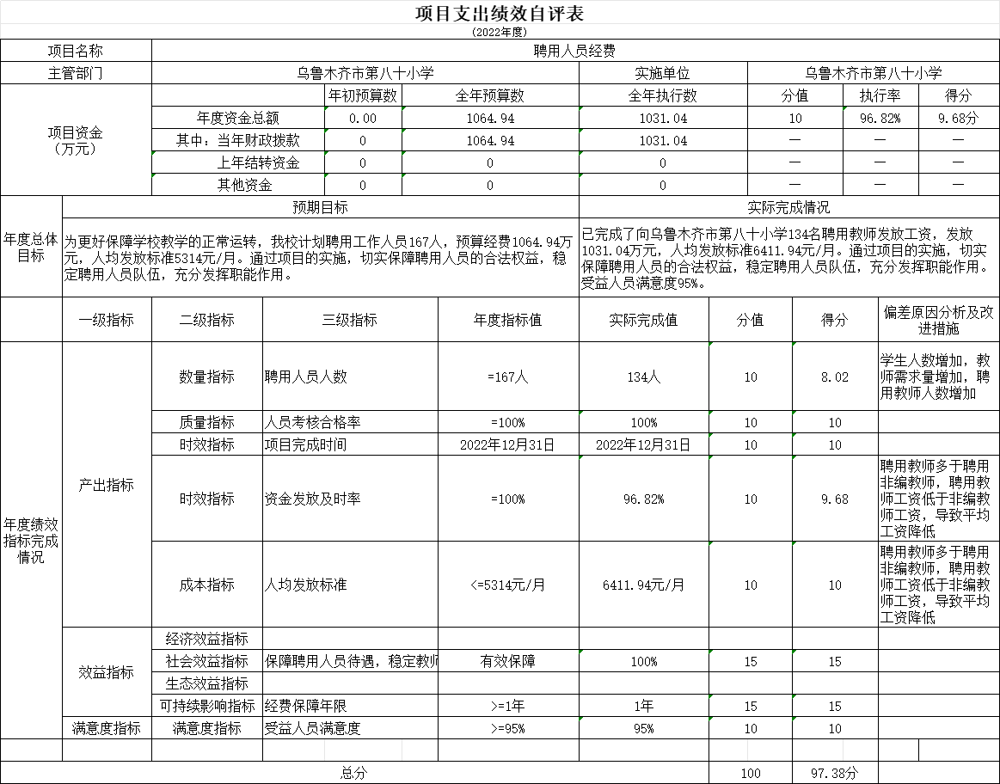 项目支出绩效自评表
(2022年度)
项目名称 聘用人员经费
主管部门 乌鲁木齐市第八十小学 实施单位 乌鲁木齐市第八十小学
项目资金
（万元）
年初预算数 全年预算数 全年执行数 分值 执行率 得分
年度资金总额 0.00 1064.94 1031.04 10 96.82% 9.68分
其中：当年财政拨款 0 1064.94 1031.04 — — —
上年结转资金 0 0 0 — — —
其他资金 0 0 0 — — —
年度总体
目标
预期目标 实际完成情况
为更好保障学校教学的正常运转，我校计划聘用工作人员167人，预算经费1064.94万
元，人均发放标准5314元/月。通过项目的实施，切实保障聘用人员的合法权益，稳
定聘用人员队伍，充分发挥职能作用。
已完成了向乌鲁木齐市第八十小学134名聘用教师发放工资，发放
1031.04万元，人均发放标准6411.94元/月。通过项目的实施，切实
保障聘用人员的合法权益，稳定聘用人员队伍，充分发挥职能作用。
受益人员满意度95%。
一级指标 二级指标 三级指标 年度指标值 实际完成值 分值 得分 偏差原因分析及改
进措施
年度绩效
指标完成
情况
产出指标
数量指标 聘用人员人数 =167人 134人 10 8.02
学生人数增加，教
师需求量增加，聘
用教师人数增加
质量指标 人员考核合格率 =100% 100% 10 10
时效指标 项目完成时间 2022年12月31日 2022年12月31日 10 10
时效指标 资金发放及时率 =100% 96.82% 10 9.68
聘用教师多于聘用
非编教师，聘用教
师工资低于非编教
师工资，导致平均
工资降低
成本指标 人均发放标准 <=5314元/月 6411.94元/月 10 10
聘用教师多于聘用
非编教师，聘用教
师工资低于非编教
师工资，导致平均
工资降低
效益指标
经济效益指标
社会效益指标 保障聘用人员待遇，稳定教师 有效保障 100% 15 15
生态效益指标
可持续影响指标 经费保障年限 >=1年 1年 15 15
满意度指标 满意度指标 受益人员满意度 >=95% 95% 10 10
总分 100 97.38分